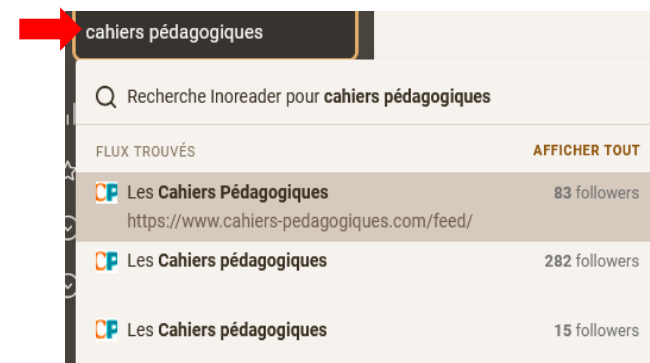 cahiers pédagogiques
Recherche Inoreader pour cahiers pédagogiques
FLUX TROUVÉS AFFICHER TOUT
CP Les Cahiers Pédagogiques 83 followers
https://www.cahiers-pedagogiques.com/feed/
CP Les Cahiers pédagogiques 282 followers
CP Les Cahiers pédagogiques 15 followers